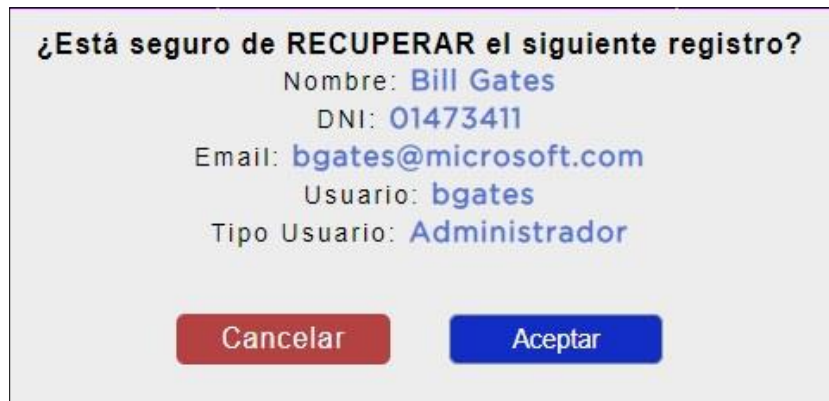 ¿Está seguro de RECUPERAR el siguiente registro?
Nombre: Bill Gates
DNI: 01473411
Email: bgates@microsoft.com
Usuario: bgates
Tipo Usuario: Administrador
Cancelar Aceptar